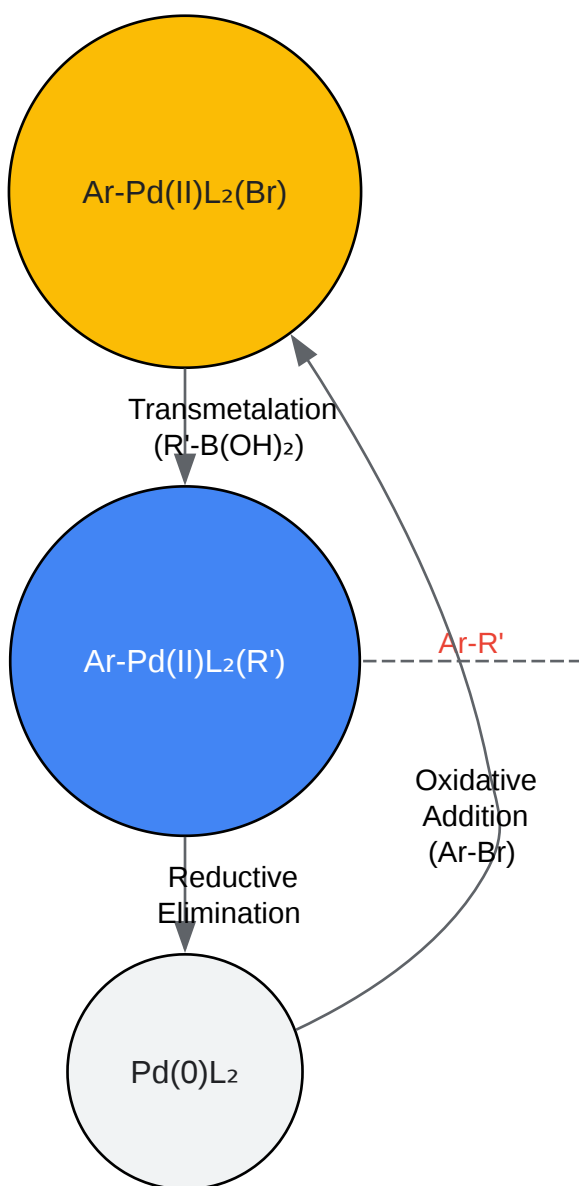 Ar-Pd(II)L₂(Br)
Transmetalation
(R'-B(OH)₂)
Ar-Pd(II)L₂(R')
Ar-R'
Oxidative
Addition
(Ar-Br)
Reductive
Elimination
Pd(0)L₂